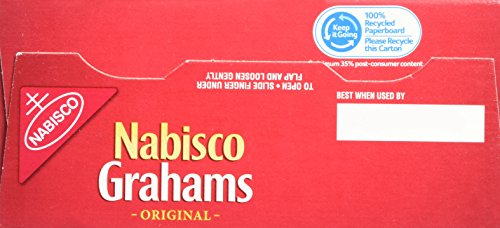 Keep
it Going
100%
Recycled
Paperboard
Please Recycle
this Carton
35% post-consumer content
TO OPEN • SLIDE FINGER UNDER
FLAP AND LOOSEN GENTLY
BEST WHEN USED BY
NABISCO
Nabisco
Grahams
- ORIGINAL -